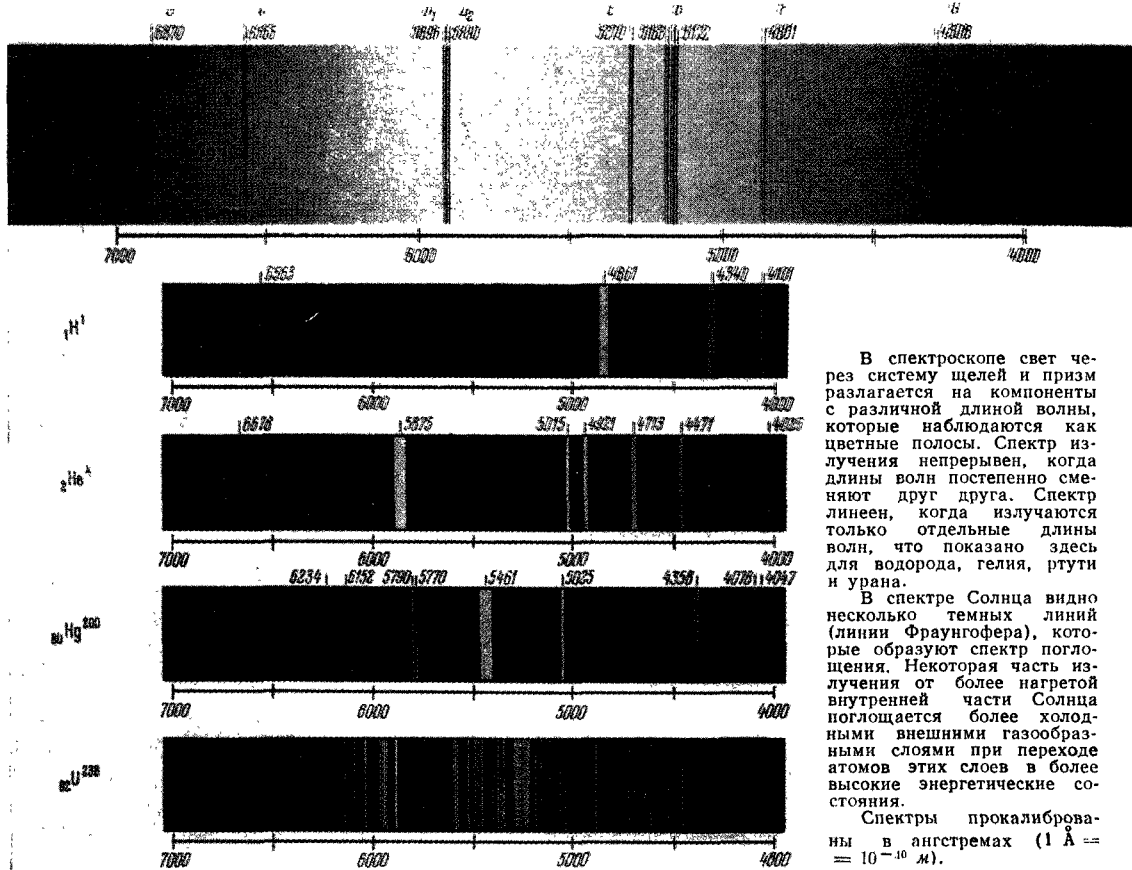 6870 5896 5890 5270 4861
7000 6000 5000 4000
6563 4861 4340 4101
₁H¹
7000 6000 5000 4000
6678 5875 5015 4921 4713 4471
₂He⁴
7000 6000 5000 4000
6234 6152 5790 5770 5461 5025 4358 4078 4047
₈₀Hg²⁰⁰
7000 6000 5000 4000
₉₂U²³⁸
7000 6000 5000 4000
В спектроскопе свет че-
рез систему щелей и призм
разлагается на компоненты
с различной длиной волны,
которые наблюдаются как
цветные полосы. Спектр из-
лучения непрерывен, когда
длины волн постепенно сме-
няют друг друга. Спектр
линеен, когда излучаются
только отдельные длины
волн, что показано здесь
для водорода, гелия, ртути
и урана.
В спектре Солнца видно
несколько темных линий
(линии Фраунгофера), кото-
рые образуют спектр погло-
щения. Некоторая часть из-
лучения от более нагретой
внутренней части Солнца
поглощается более холод-
ными внешними газообраз-
ными слоями при переходе
атомов этих слоев в более
высокие энергетические со-
стояния.
Спектры прокалиброва-
ны в ангстремах (1 Å =
= 10⁻¹⁰ м).